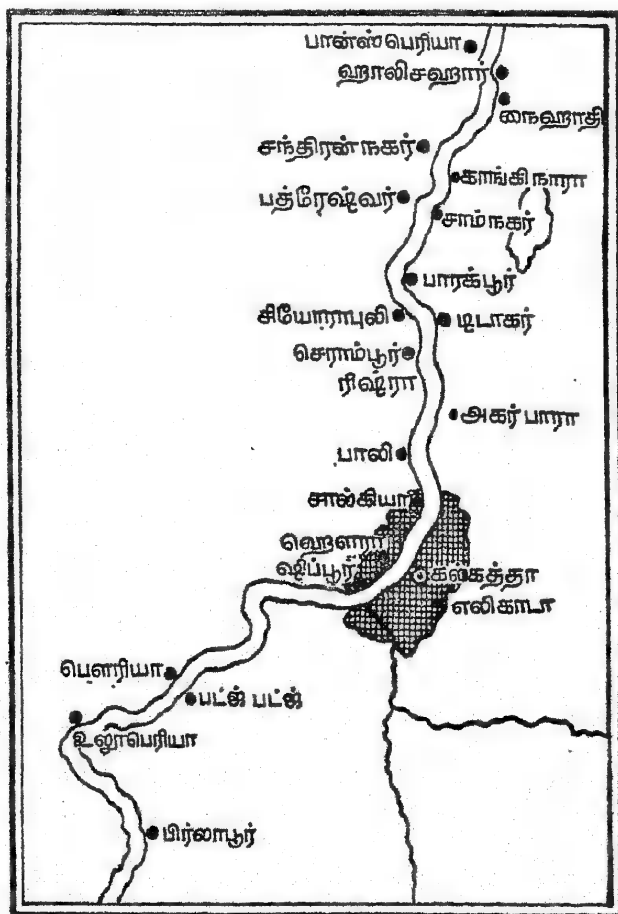 பான்ஸ்பெரியா
ஹாலிசஹார்
நைஹாதி
சந்திரன்நகர்
காங்கிநாரா
பத்ரேஷ்வர்
சாம்நகர்
பாரக்பூர்
சியோராபுலி
டிடாகர்
செராம்பூர்
ரிஷ்ரா
அகர்பாரா
பாலி
சால்கியா
ஹௌரா
ஷிப்பூர்
கல்கத்தா
எலிகாடா
பௌரியா
பட்ஜ் பட்ஜ்
உலூபெரியா
பிர்லாபூர்